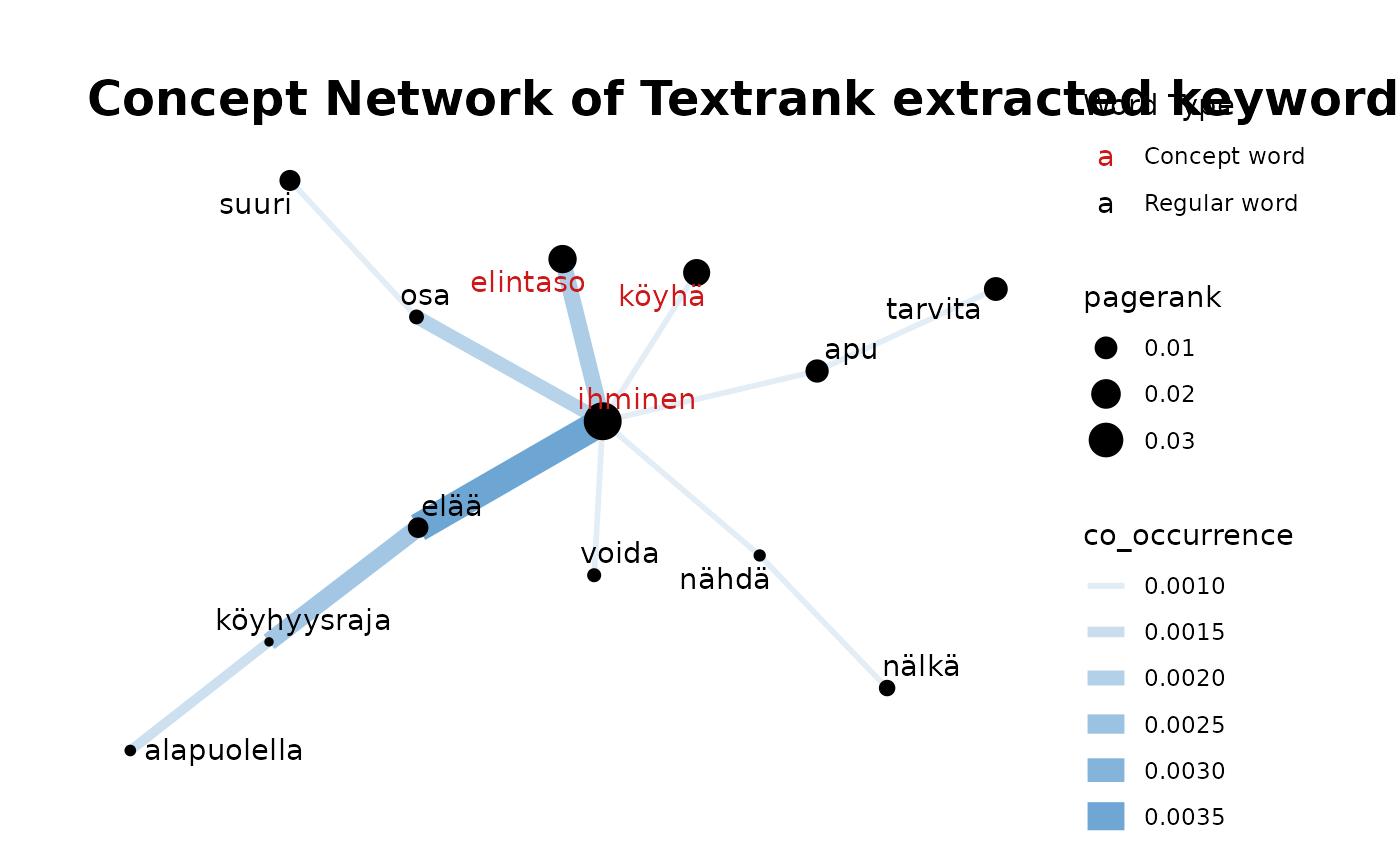 Concept Network of Textrank extracted keyword
Word Type
a Concept word
a Regular word
suuri
elintaso
osa
köyhä
tarvita
apu
ihminen
elää
voida
nähdä
köyhyysraja
nälkä
alapuolella
pagerank
0.01
0.02
0.03
co_occurrence
0.0010
0.0015
0.0020
0.0025
0.0030
0.0035